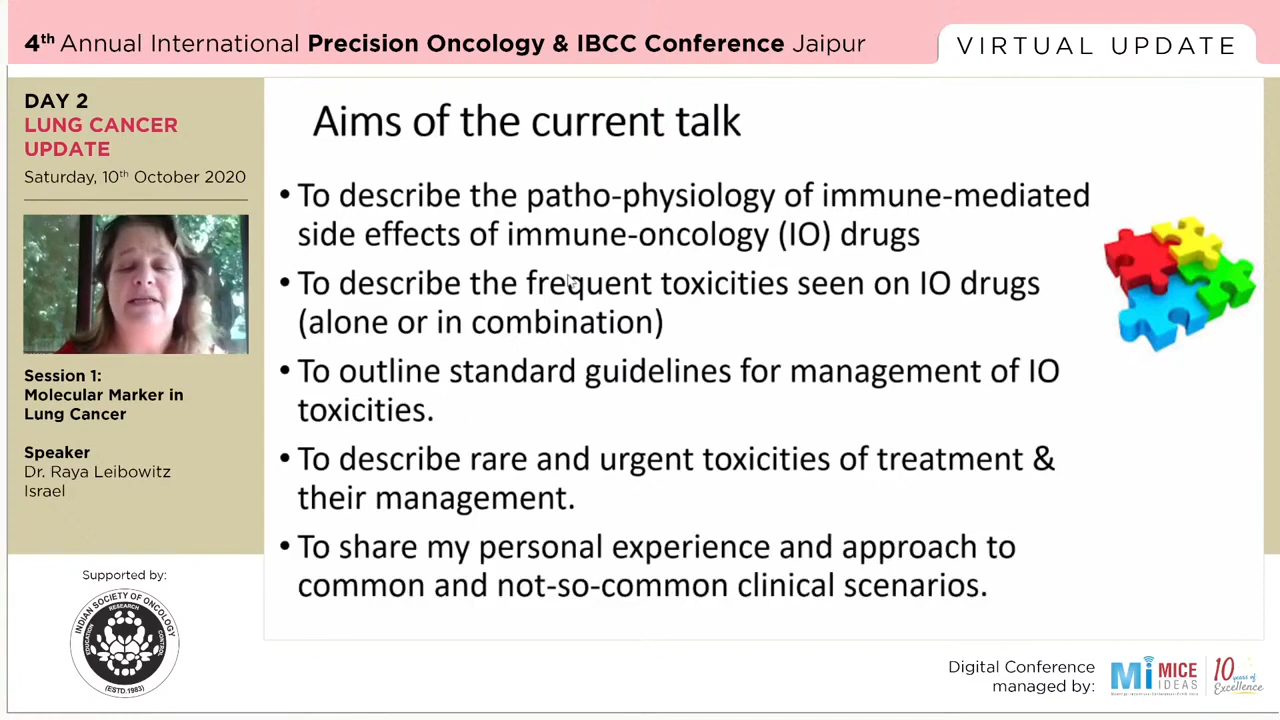 4th Annual International Precision Oncology & IBCC Conference Jaipur
VIRTUAL UPDATE
DAY 2
LUNG CANCER
UPDATE
Saturday, 10th October 2020
Session 1:
Molecular Marker in
Lung Cancer
Speaker
Dr. Raya Leibowitz
Israel
Supported by:
INDIAN SOCIETY OF ONCOLOGY
EDUCATION
RESEARCH
CONTROL
(ESTD.1983)
Aims of the current talk
• To describe the patho-physiology of immune-mediated
side effects of immune-oncology (IO) drugs
• To describe the frequent toxicities seen on IO drugs
(alone or in combination)
• To outline standard guidelines for management of IO
toxicities.
• To describe rare and urgent toxicities of treatment &
their management.
• To share my personal experience and approach to
common and not-so-common clinical scenarios.
Digital Conference
managed by:
Mi MICE
IDEAS
10 years of
Excellence